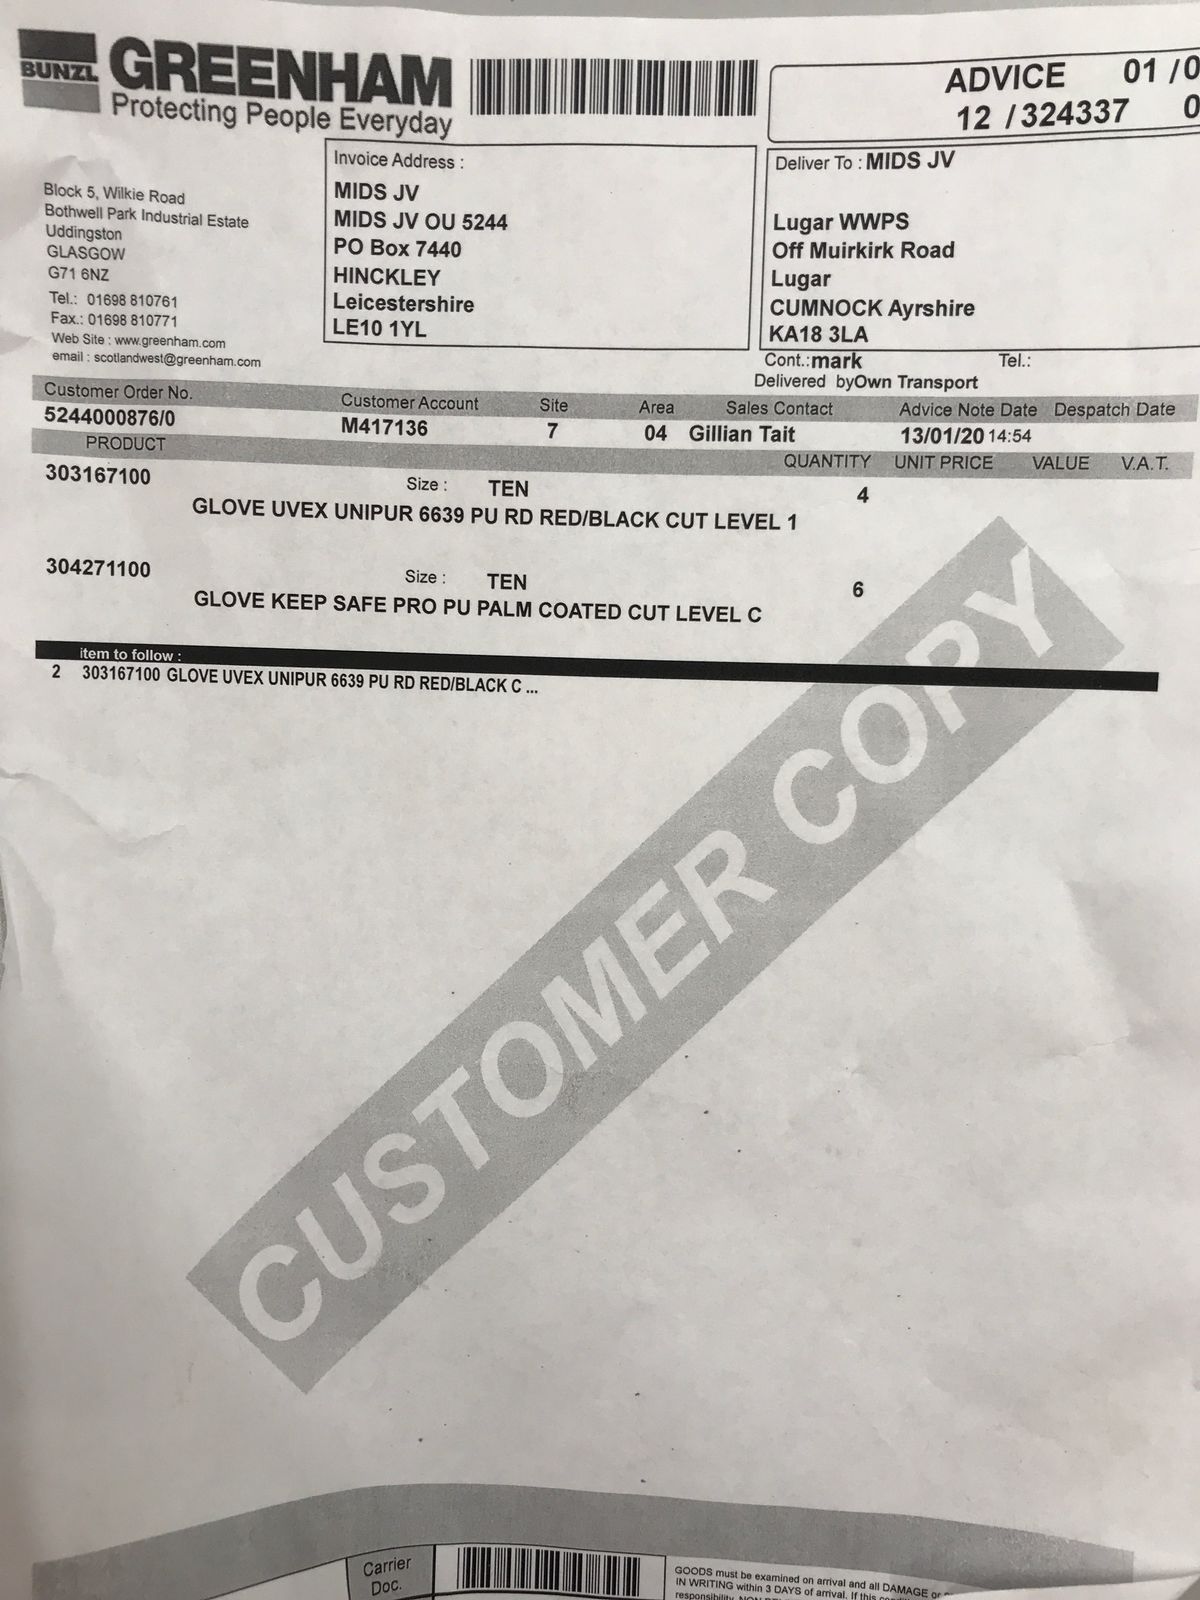 BUNZL GREENHAM
Protecting People Everyday
ADVICE 01 /0
12 /324337 0
Block 5, Wilkie Road
Bothwell Park Industrial Estate
Uddingston
GLASGOW
G71 6NZ
Tel.: 01698 810761
Fax.: 01698 810771
Web Site : www.greenham.com
email : scotlandwest@greenham.com
Invoice Address :
MIDS JV
MIDS JV OU 5244
PO Box 7440
HINCKLEY
Leicestershire
LE10 1YL
Deliver To : MIDS JV
Lugar WWPS
Off Muirkirk Road
Lugar
CUMNOCK Ayrshire
KA18 3LA
Cont.:mark Tel.:
Delivered byOwn Transport
Customer Order No. Customer Account Site Area Sales Contact Advice Note Date Despatch Date
5244000876/0 M417136 7 04 Gillian Tait 13/01/20 14:54
PRODUCT QUANTITY UNIT PRICE VALUE V.A.T.
303167100 Size : TEN 4
GLOVE UVEX UNIPUR 6639 PU RD RED/BLACK CUT LEVEL 1
304271100 Size : TEN 6
GLOVE KEEP SAFE PRO PU PALM COATED CUT LEVEL C
item to follow :
2 303167100 GLOVE UVEX UNIPUR 6639 PU RD RED/BLACK C ...
CUSTOMER COPY
Carrier
Doc.
GOODS must be examined on arrival and all DAMAGE or
IN WRITING within 3 DAYS of arrival. If this
responsibility